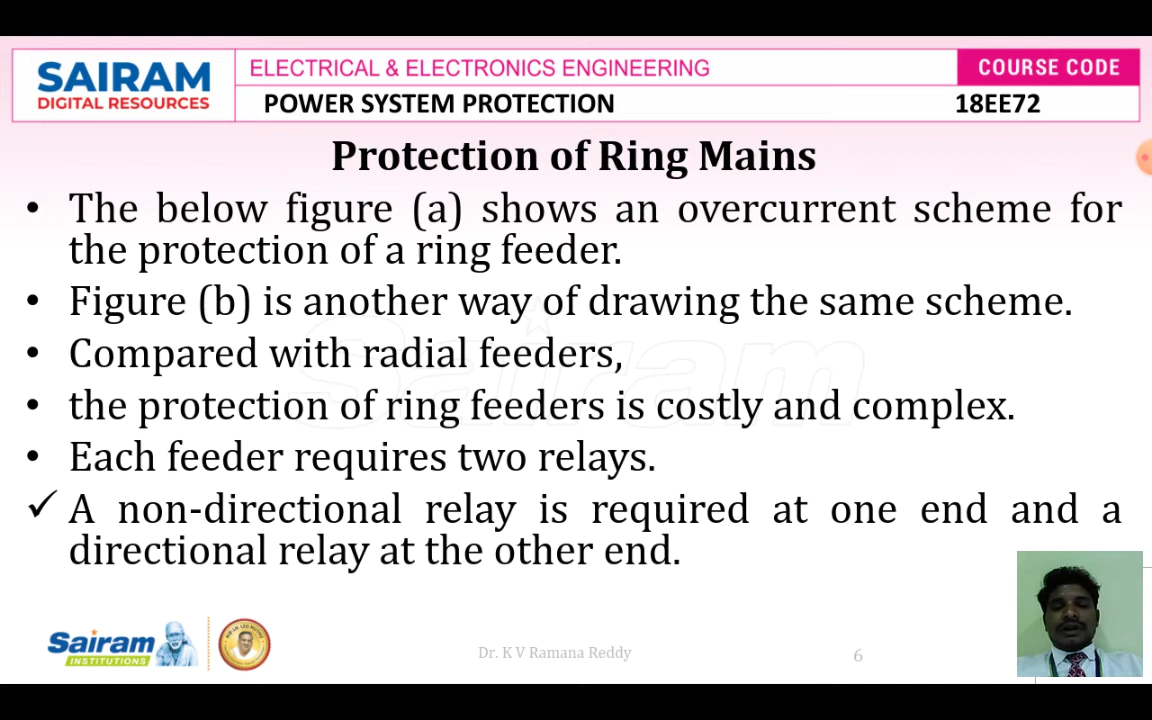 SAIRAM
DIGITAL RESOURCES
ELECTRICAL & ELECTRONICS ENGINEERING
COURSE CODE
POWER SYSTEM PROTECTION
18EE72
Protection of Ring Mains
• The below figure (a) shows an overcurrent scheme for
the protection of a ring feeder.
• Figure (b) is another way of drawing the same scheme.
• Compared with radial feeders,
• the protection of ring feeders is costly and complex.
• Each feeder requires two relays.
✓ A non-directional relay is required at one end and a
directional relay at the other end.
Sairam
Sairam
INSTITUTIONS
Dr. K V Ramana Reddy
6